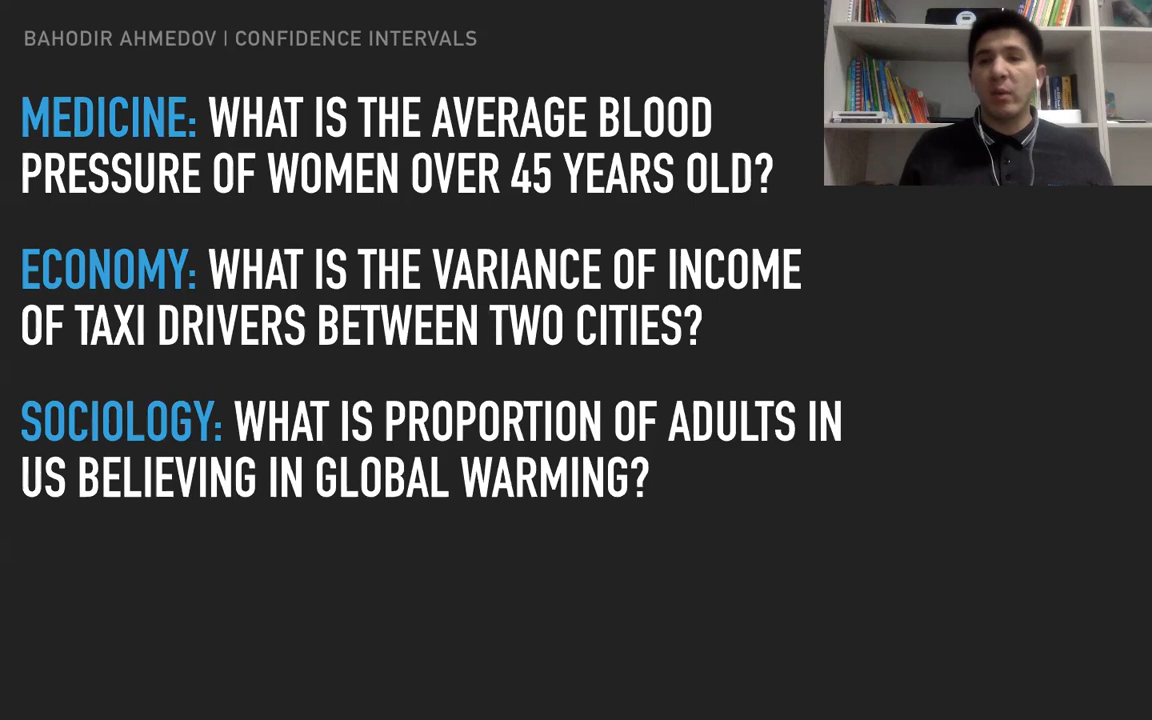 BAHODIR AHMEDOV | CONFIDENCE INTERVALS
MEDICINE: WHAT IS THE AVERAGE BLOOD
PRESSURE OF WOMEN OVER 45 YEARS OLD?
ECONOMY: WHAT IS THE VARIANCE OF INCOME
OF TAXI DRIVERS BETWEEN TWO CITIES?
SOCIOLOGY: WHAT IS PROPORTION OF ADULTS IN
US BELIEVING IN GLOBAL WARMING?